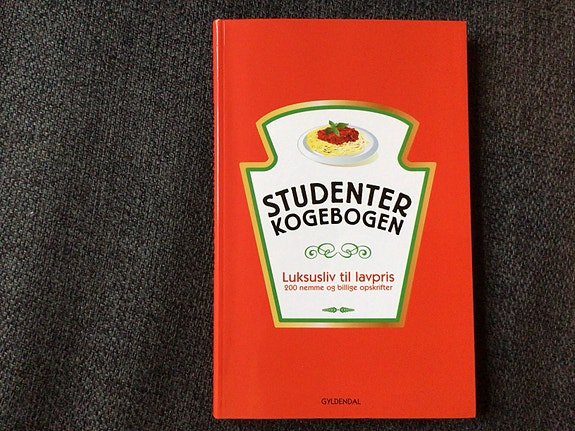 STUDENTER
KOGEBOGEN
Luksusliv til lavpris
200 nemme og billige opskrifter
GYLDENDAL